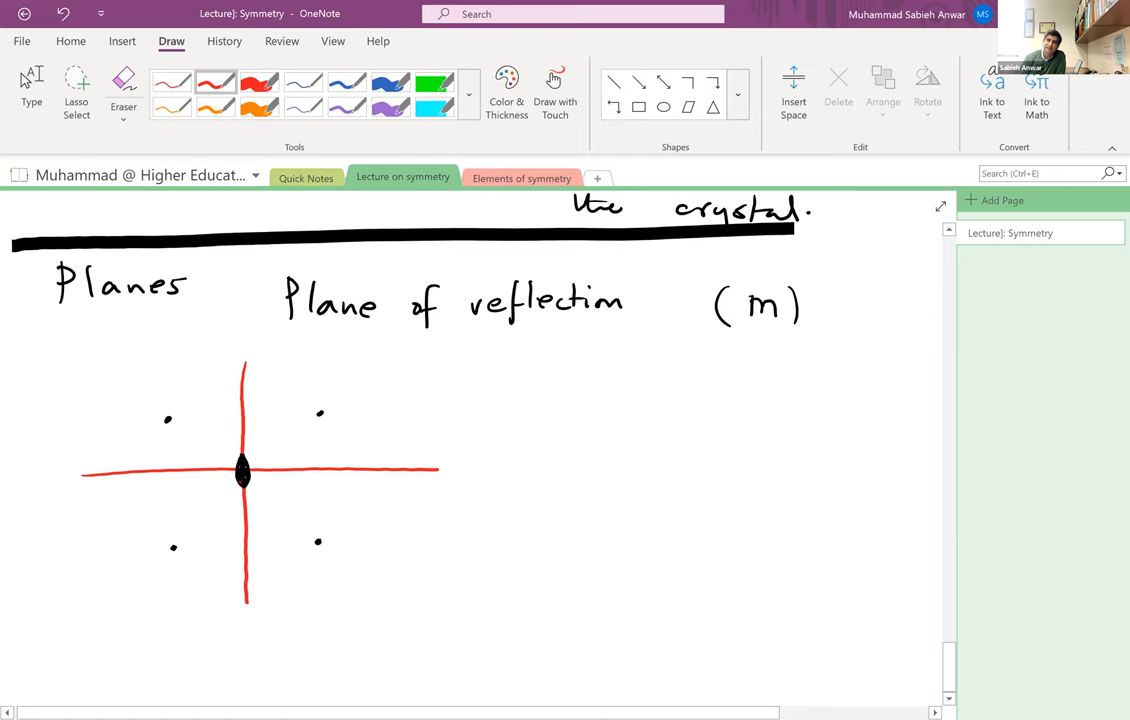 Lecture]: Symmetry - OneNote
Search
Muhammad Sabieh Anwar
MS
File
Home
Insert
Draw
History
Review
View
Help
Sabieh Anwar
Type
Lasso Select
Eraser
Color & Thickness
Draw with Touch
Insert Space
Delete
Arrange
Rotate
Ink to Text
Ink to Math
Tools
Shapes
Edit
Convert
Muhammad @ Higher Educat...
Quick Notes
Lecture on symmetry
Elements of symmetry
Search (Ctrl+E)
Add Page
Lecture]: Symmetry
the crystal.
Planes
Plane of reflection (m)